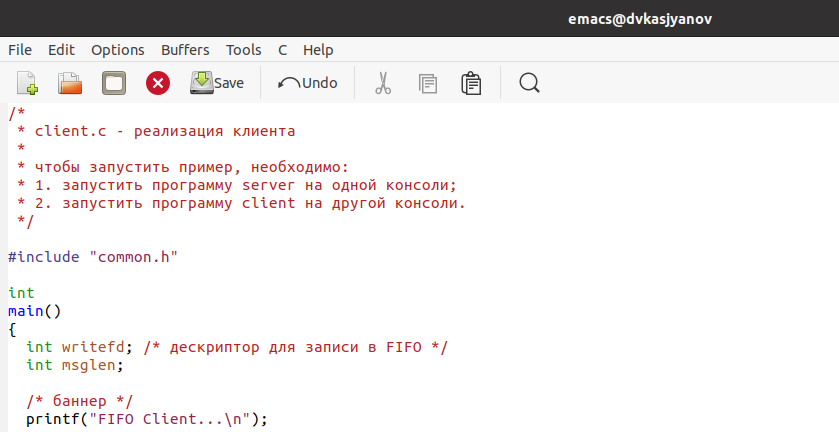 emacs@dvkasjyanov
File Edit Options Buffers Tools C Help
Save Undo
/*
 * client.c - реализация клиента
 *
 * чтобы запустить пример, необходимо:
 * 1. запустить программу server на одной консоли;
 * 2. запустить программу client на другой консоли.
 */

#include "common.h"

int
main()
{
  int writefd; /* дескриптор для записи в FIFO */
  int msglen;

  /* баннер */
  printf("FIFO Client...\n");